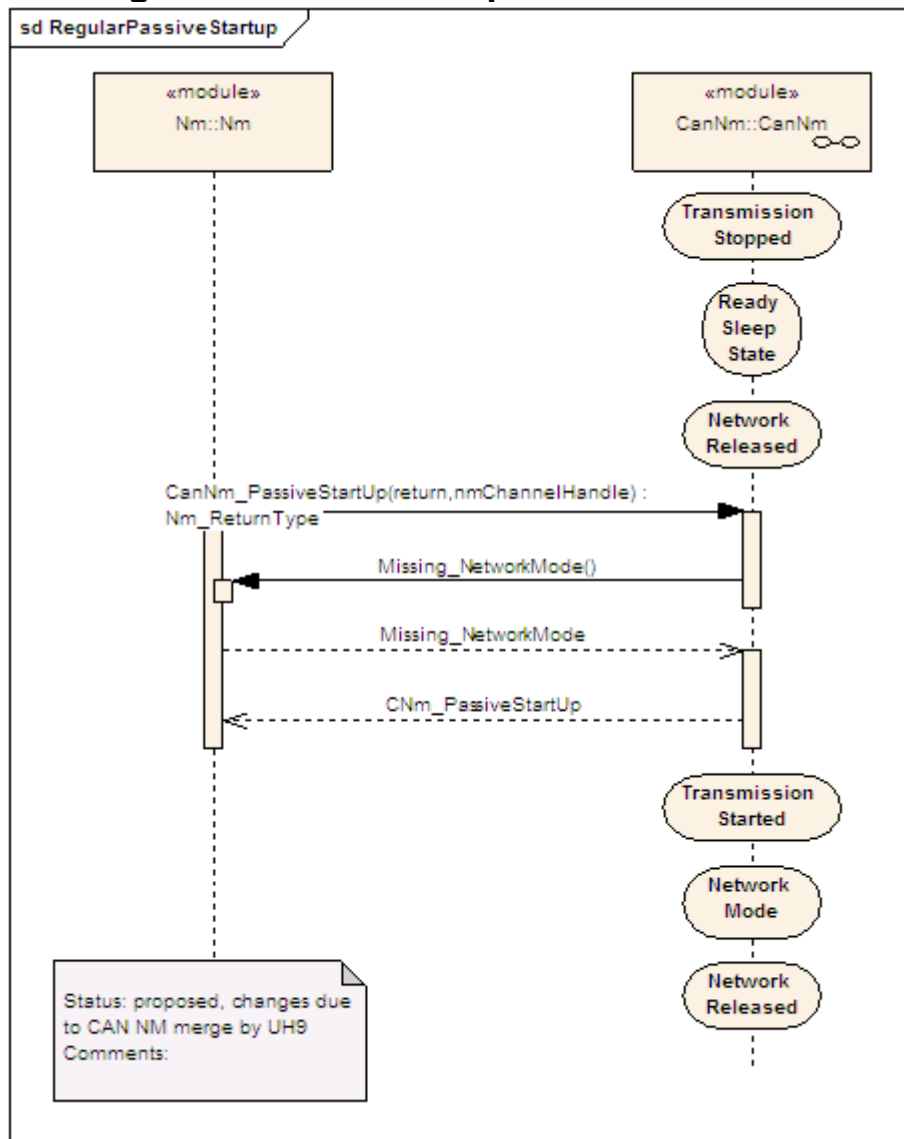 sd RegularPassiveStartup
«module»
Nm::Nm
«module»
CanNm::CanNm
Transmission
Stopped
Ready
Sleep
State
Network
Released
CanNm_PassiveStartUp(return,nmChannelHandle) :
Nm_ReturnType
Missing_NetworkMode()
Missing_NetworkMode
CNm_PassiveStartUp
Transmission
Started
Network
Mode
Network
Released
Status: proposed, changes due
to CAN NM merge by UH9
Comments: